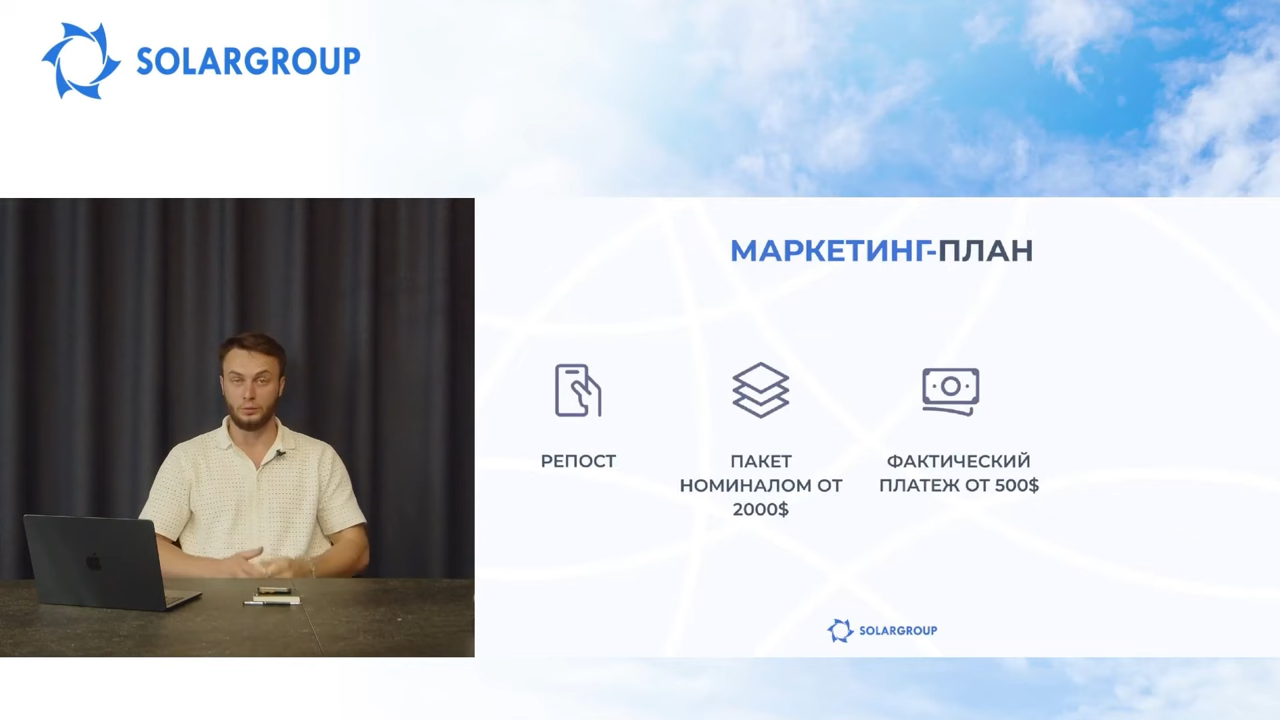 SOLARGROUP
МАРКЕТИНГ-ПЛАН
РЕПОСТ
ПАКЕТ
НОМИНАЛОМ ОТ
2000$
ФАКТИЧЕСКИЙ
ПЛАТЕЖ ОТ 500$
SOLARGROUP